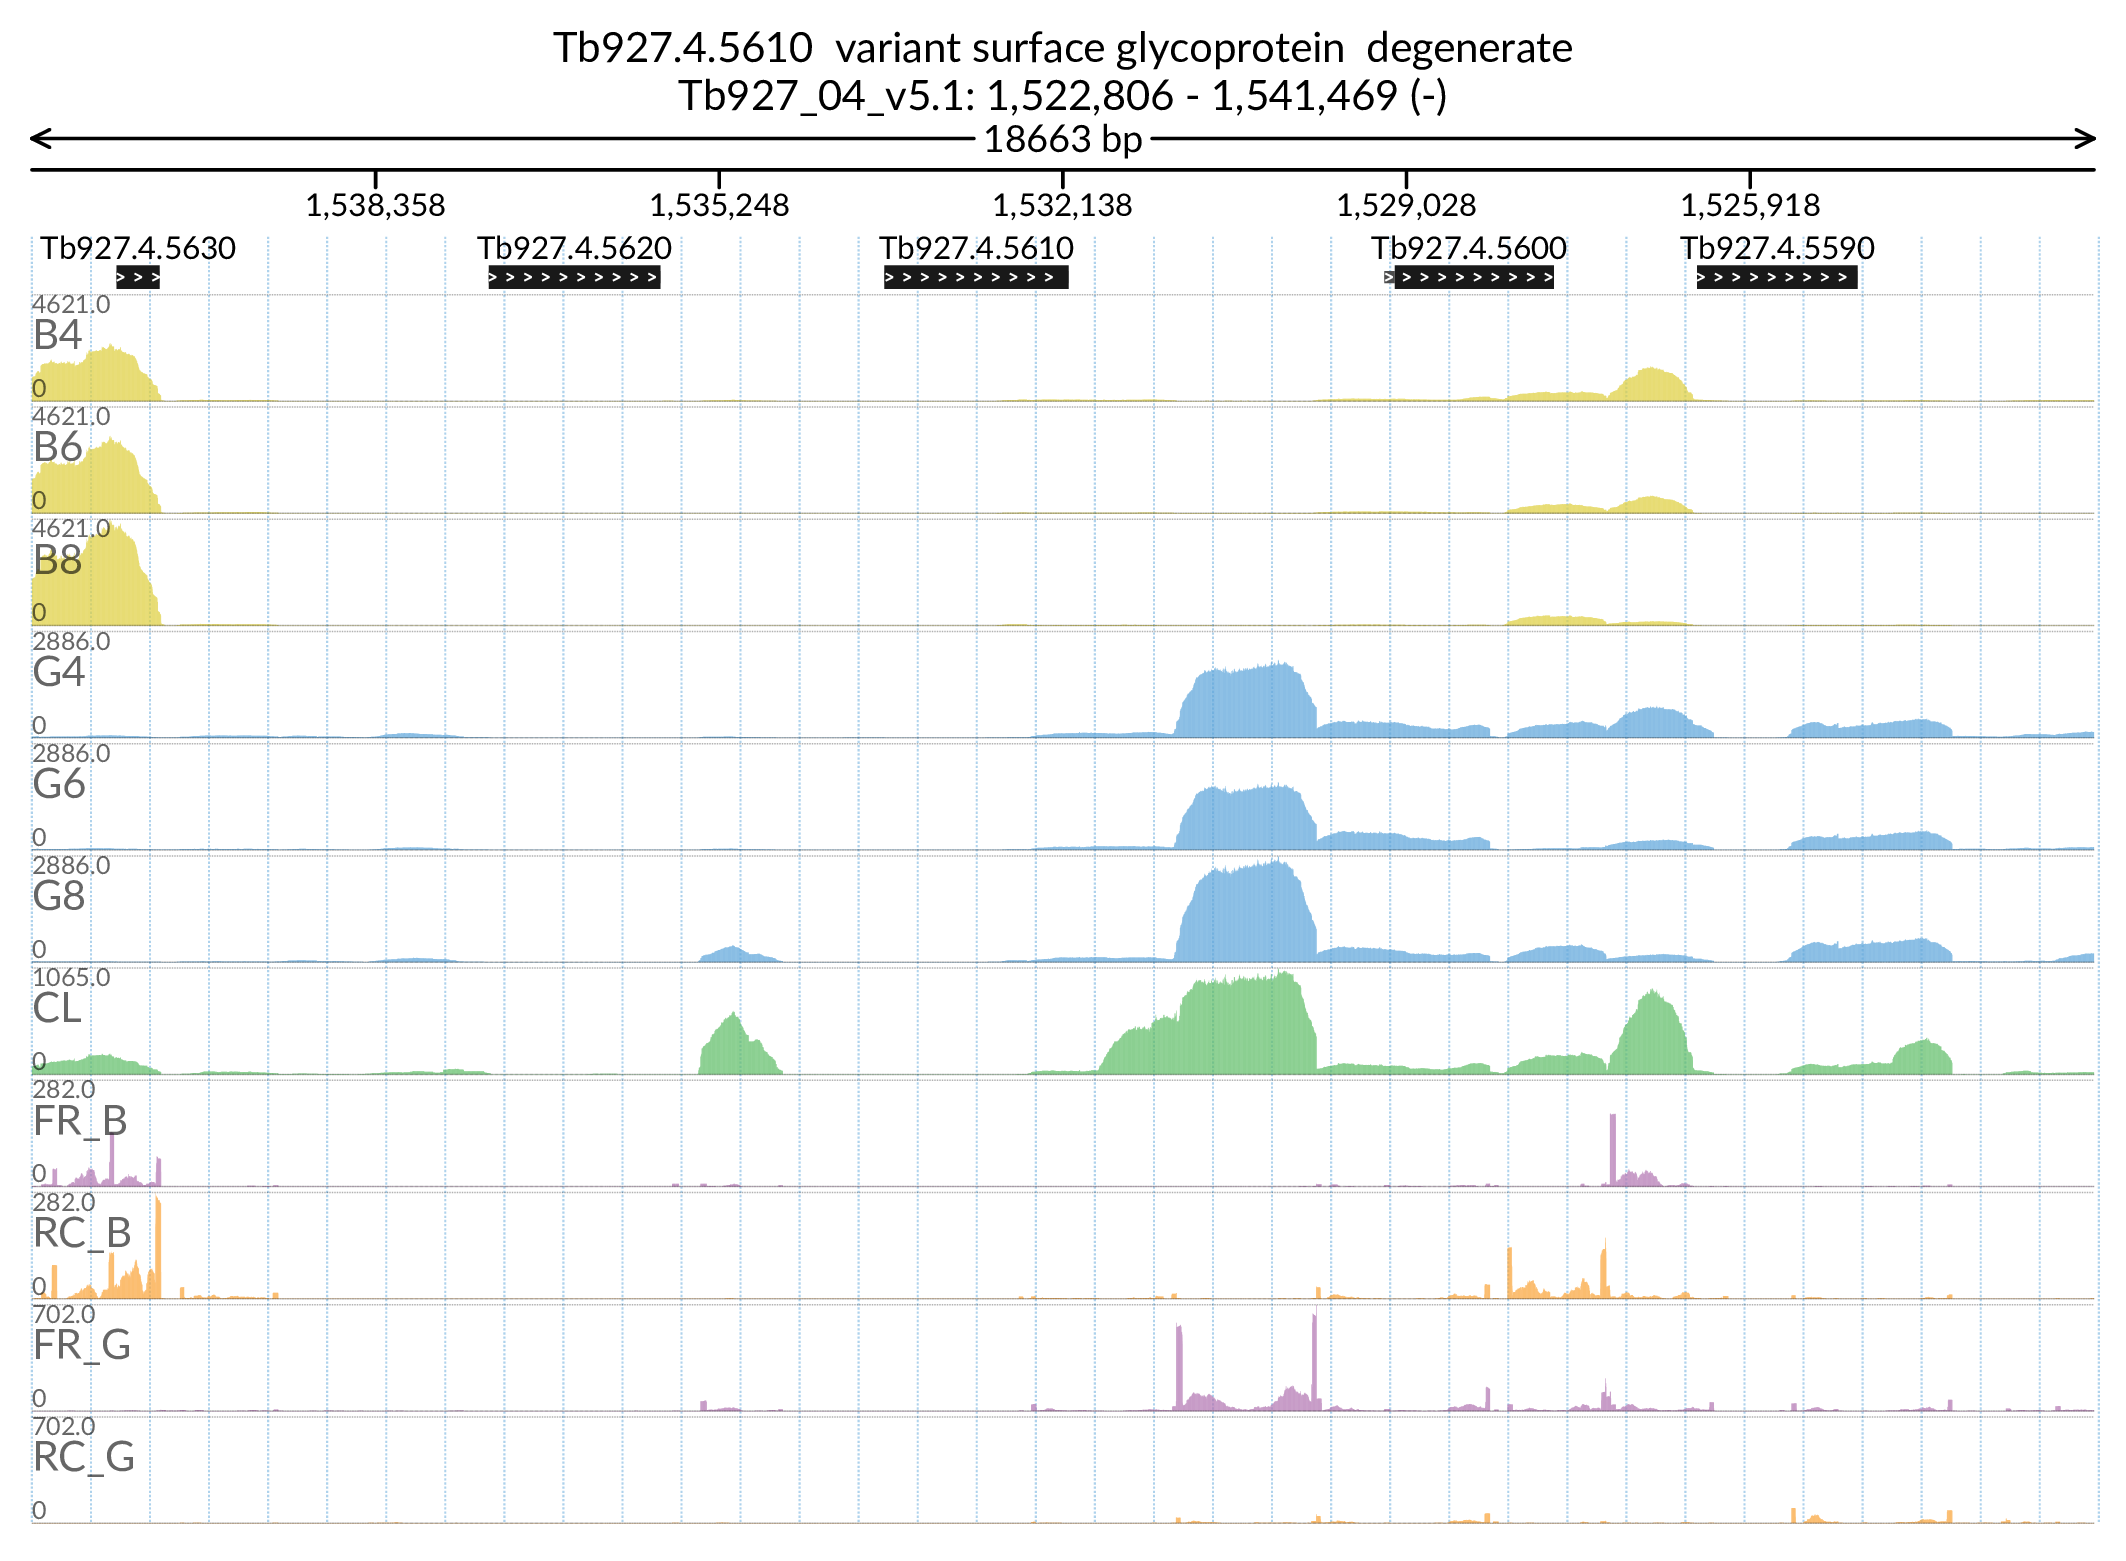 Tb927.4.5610  variant surface glycoprotein  degenerate
Tb927_04_v5.1: 1,522,806 - 1,541,469 (-)
18663 bp
1,538,358 1,535,248 1,532,138 1,529,028 1,525,918
Tb927.4.5630 Tb927.4.5620 Tb927.4.5610 Tb927.4.5600 Tb927.4.5590
4621.0
B4
0
4621.0
B6
0
4621.0
B8
0
2886.0
G4
0
2886.0
G6
0
2886.0
G8
0
1065.0
CL
0
282.0
FR_B
0
282.0
RC_B
0
702.0
FR_G
0
702.0
RC_G
0